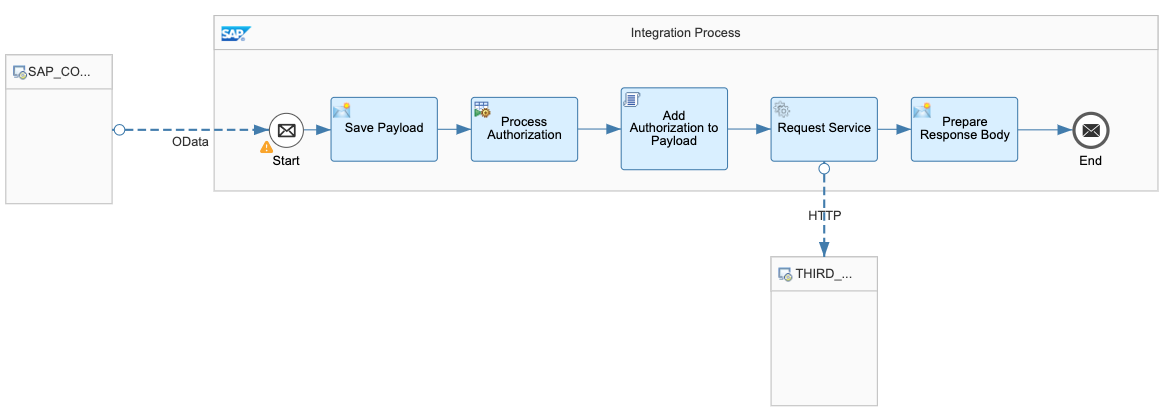 SAP
Integration Process
SAP_CO...
OData
Start
Save Payload
Process
Authorization
Add
Authorization to
Payload
Request Service
Prepare
Response Body
End
HTTP
THIRD_...